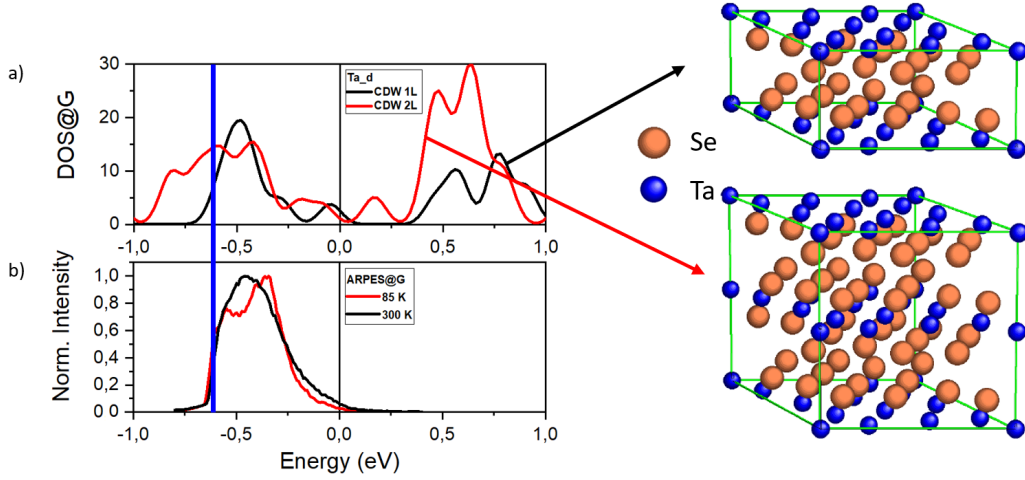 a)
DOS@G
30
20
10
0
Ta_d
CDW 1L
CDW 2L
-1,0
-0,5
0,0
0,5
1,0
b)
Norm. Intensity
1,0
0,8
0,6
0,4
0,2
0,0
ARPES@G
85 K
300 K
-1,0
-0,5
0,0
0,5
1,0
Energy (eV)
Se
Ta